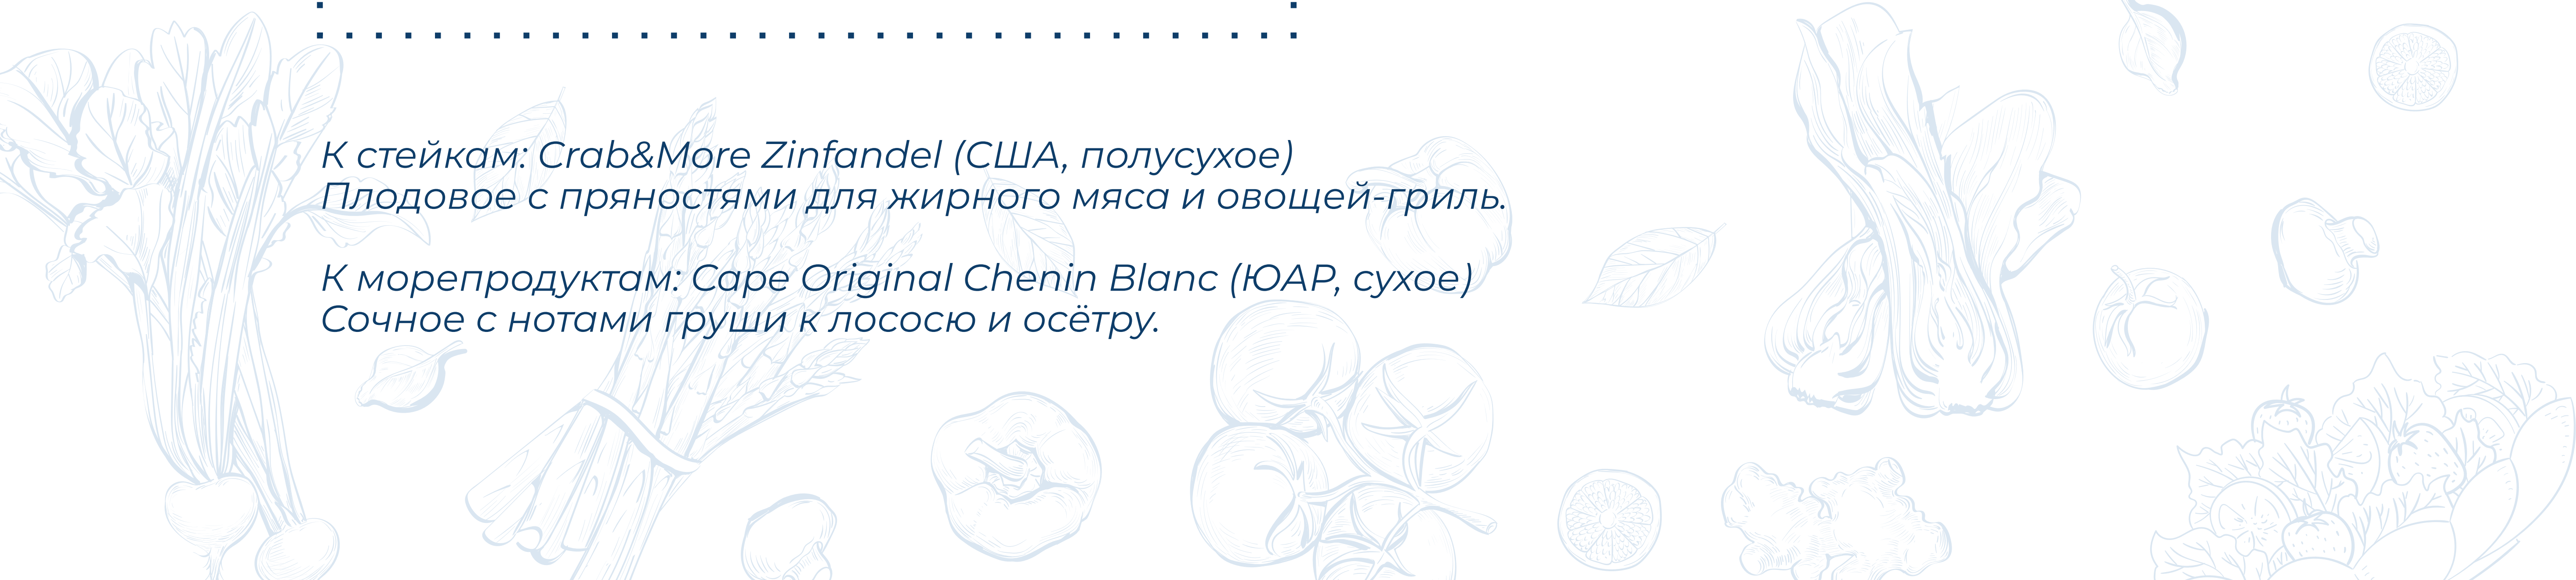 К стейкам: Crab&More Zinfandel (США, полусухое)
Плодовое с пряностями для жирного мяса и овощей-гриль.
К морепродуктам: Cape Original Chenin Blanc (ЮАР, сухое)
Сочное с нотами груши к лососю и осётру.